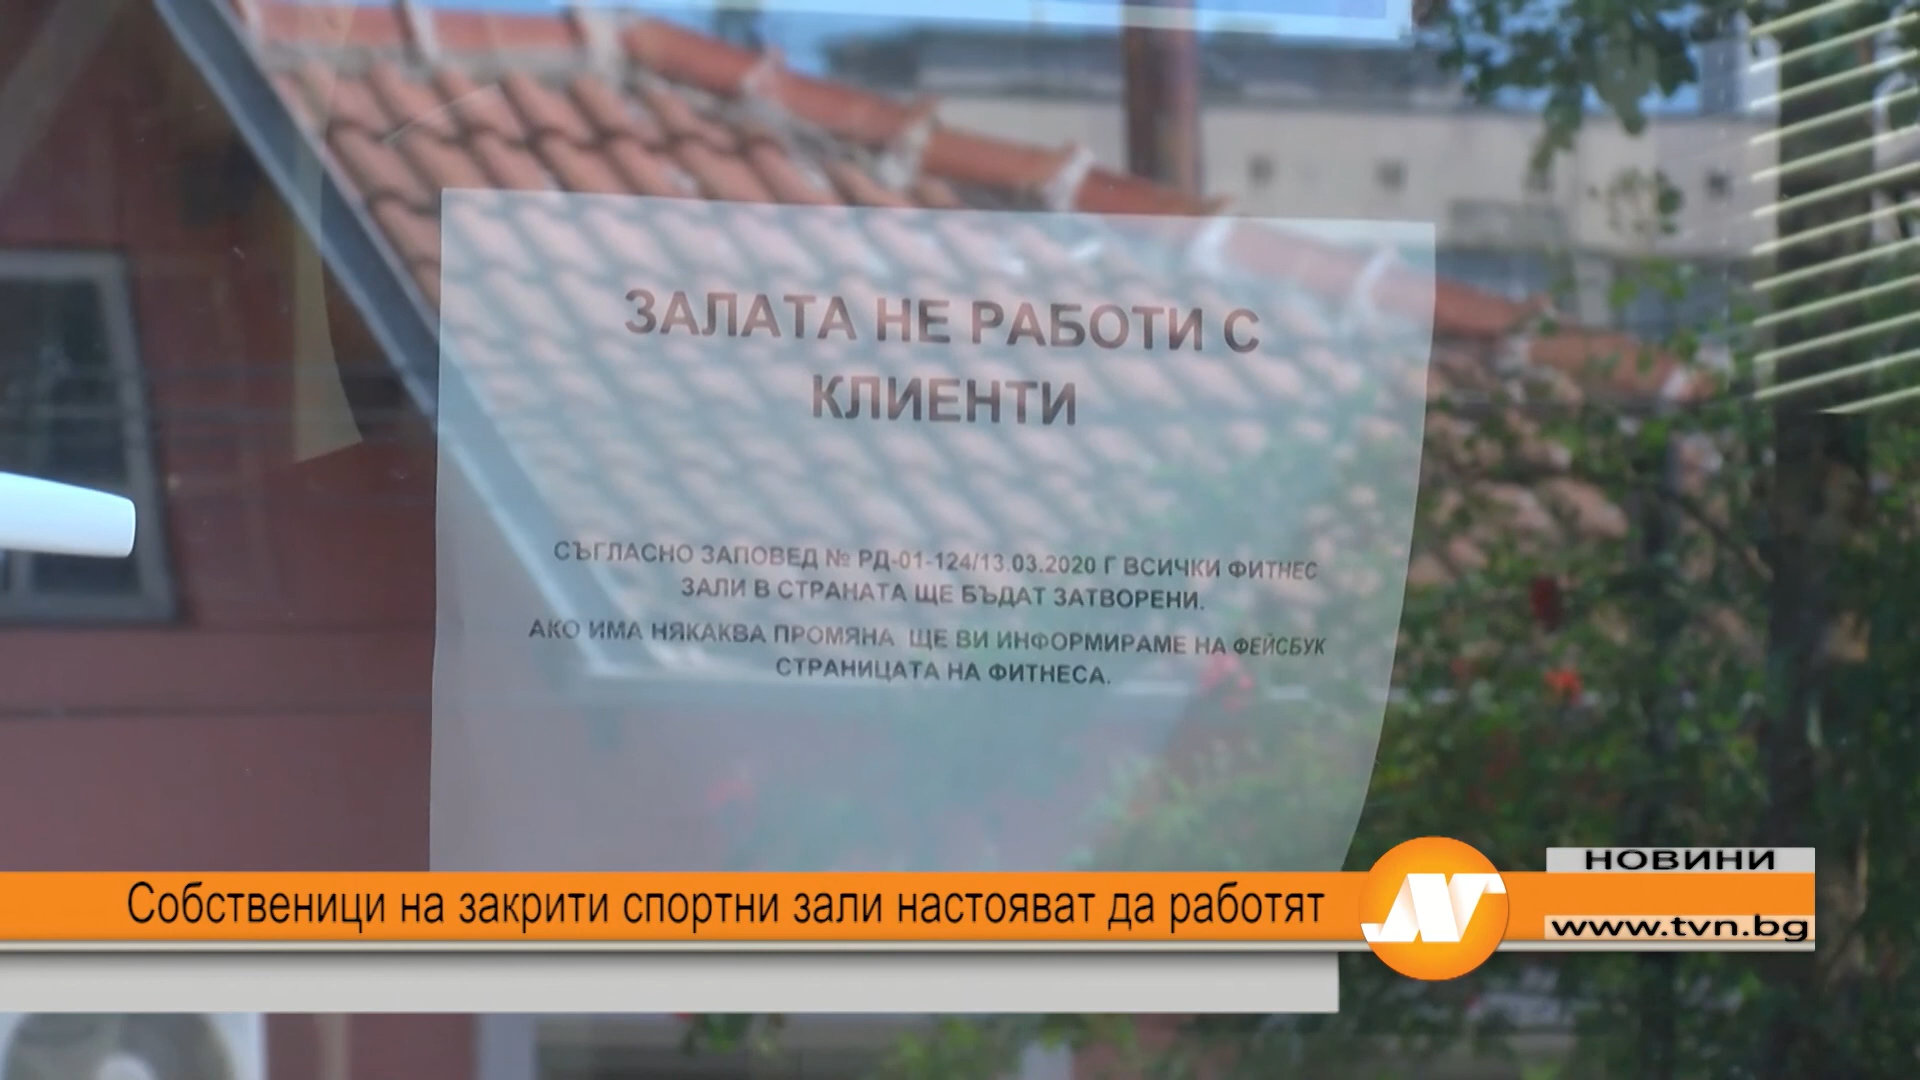 ЗАЛАТА НЕ РАБОТИ С
КЛИЕНТИ
СЪГЛАСНО ЗАПОВЕД № РД-01-124/13.03.2020 Г ВСИЧКИ ФИТНЕС
ЗАЛИ В СТРАНАТА ЩЕ БЪДАТ ЗАТВОРЕНИ.
АКО ИМА НЯКАКВА ПРОМЯНА ЩЕ ВИ ИНФОРМИРАМЕ НА ФЕЙСБУК
СТРАНИЦАТА НА ФИТНЕСА.
Собственици на закрити спортни зали настояват да работят
НОВИНИ
www.tvn.bg